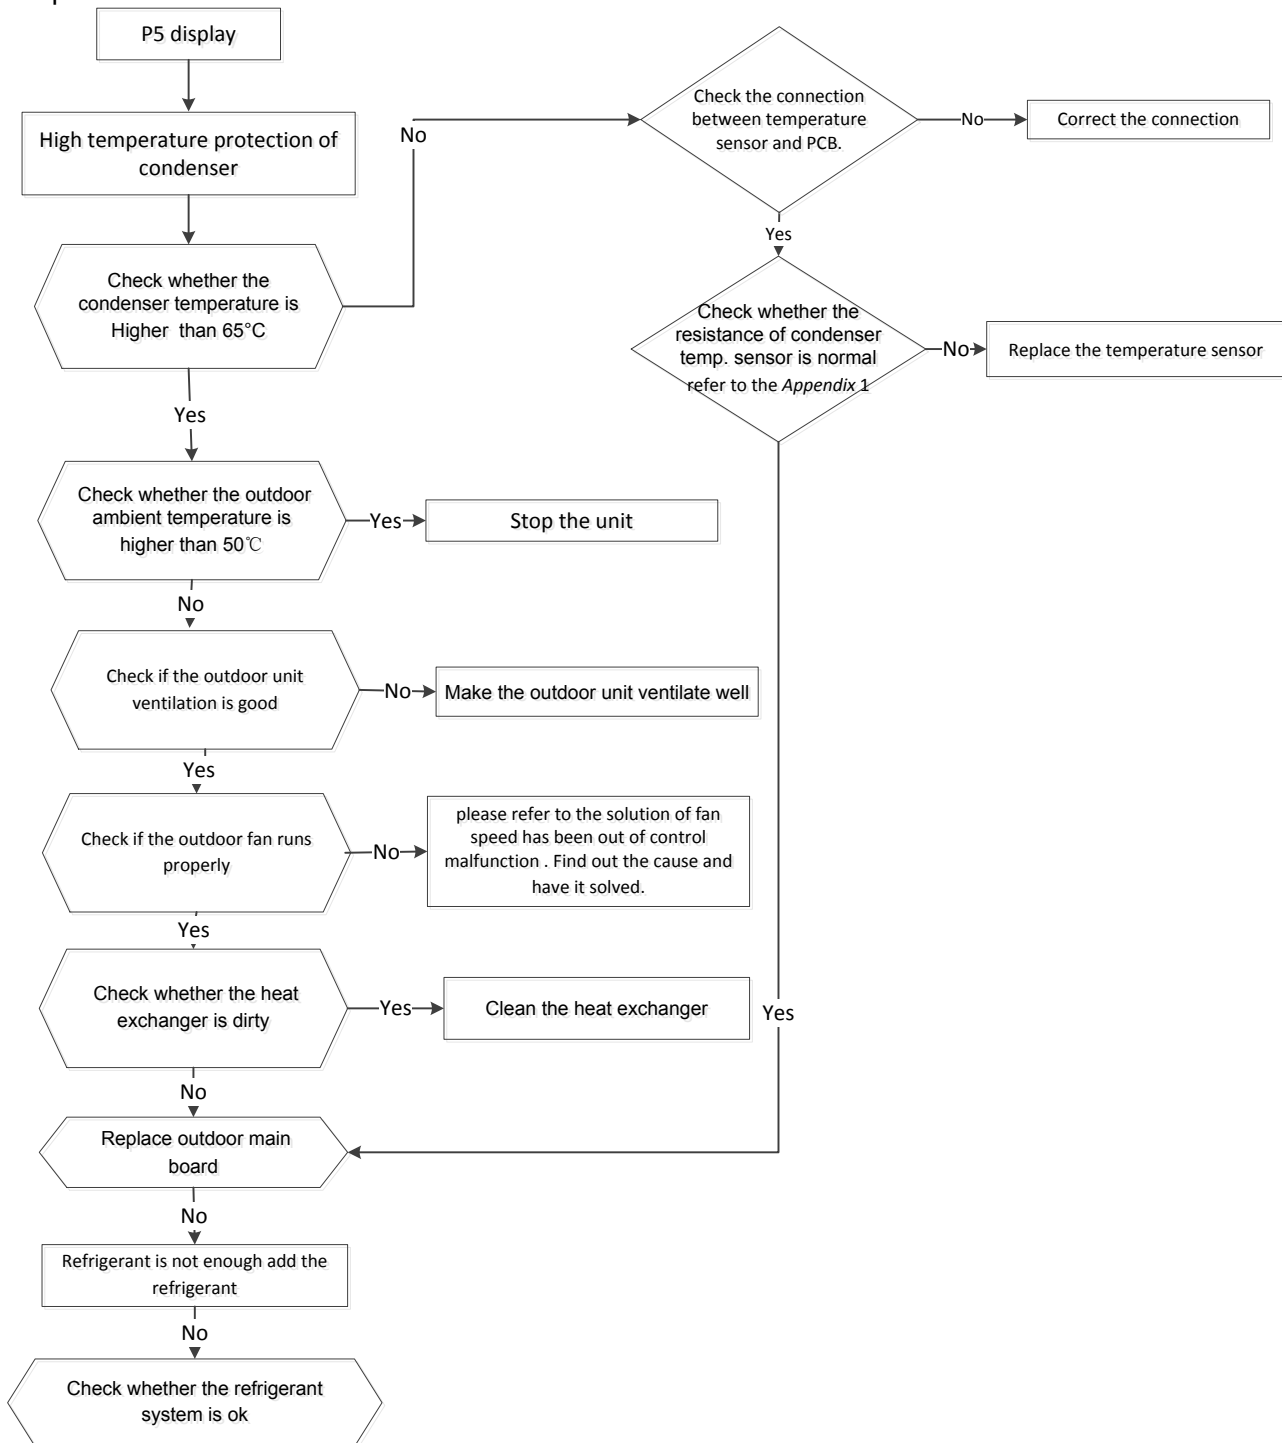 P5 display
High temperature protection of
condenser
Check whether the
condenser temperature is
Higher than 65°C
No
Check the connection
between temperature
sensor and PCB.
No
Correct the connection
Yes
Check whether the
resistance of condenser
temp. sensor is normal
refer to the Appendix 1
No
Replace the temperature sensor
Yes
Check whether the outdoor
ambient temperature is
higher than 50℃
Yes
Stop the unit
No
Check if the outdoor unit
ventilation is good
No
Make the outdoor unit ventilate well
Yes
Check if the outdoor fan runs
properly
No
please refer to the solution of fan
speed has been out of control
malfunction . Find out the cause and
have it solved.
Yes
Check whether the heat
exchanger is dirty
Yes
Clean the heat exchanger
Yes
No
Replace outdoor main
board
No
Refrigerant is not enough add the
refrigerant
No
Check whether the refrigerant
system is ok